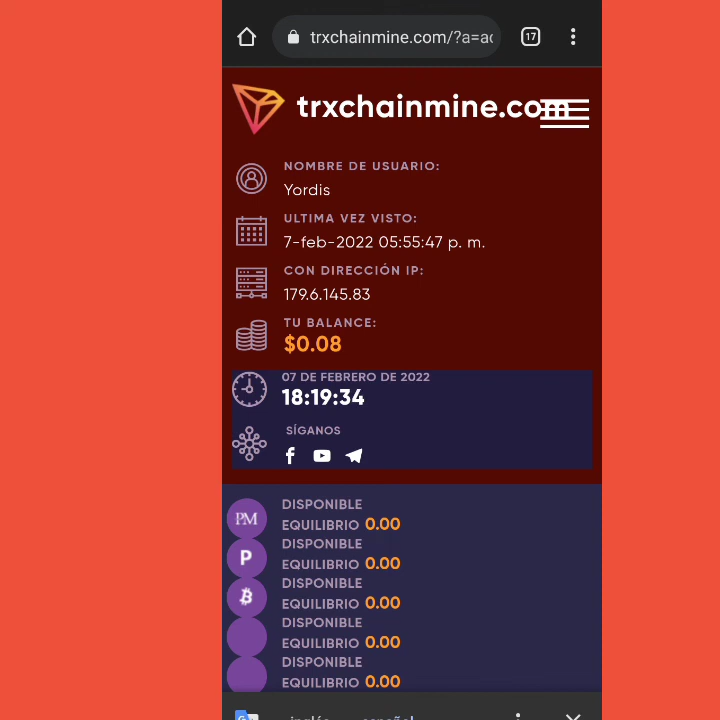 trxchainmine.com/?a=ac
17
trxchainmine.com
NOMBRE DE USUARIO:
Yordis
ULTIMA VEZ VISTO:
7-feb-2022 05:55:47 p. m.
CON DIRECCIÓN IP:
179.6.145.83
TU BALANCE:
$0.08
07 DE FEBRERO DE 2022
18:19:34
SÍGANOS
PM
DISPONIBLE
EQUILIBRIO 0.00
P
DISPONIBLE
EQUILIBRIO 0.00
DISPONIBLE
EQUILIBRIO 0.00
DISPONIBLE
EQUILIBRIO 0.00
DISPONIBLE
EQUILIBRIO 0.00
inglés español